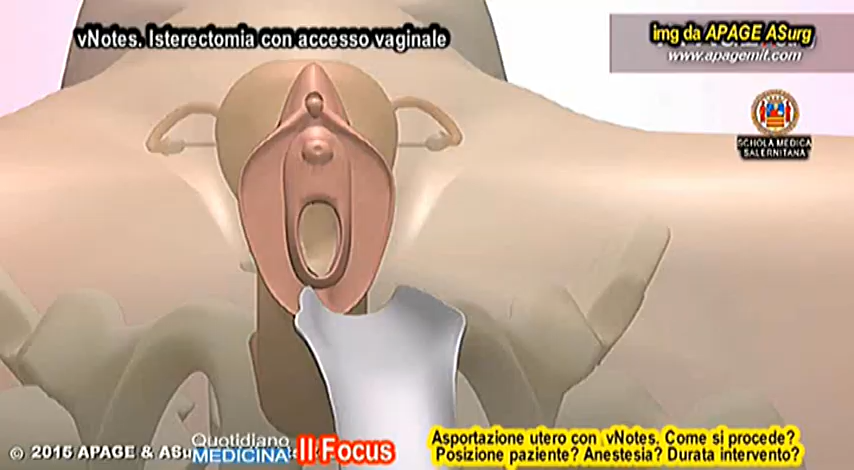 vNotes. Isterectomia con accesso vaginale
img da APAGE ASurg
www.apagemit.com
SCHOLA MEDICA
SALERNITANA
© 2015 APAGE & ASu
Quotidiano
MEDICINA
Il Focus
Asportazione utero con vNotes. Come si procede?
Posizione paziente? Anestesia? Durata intervento?